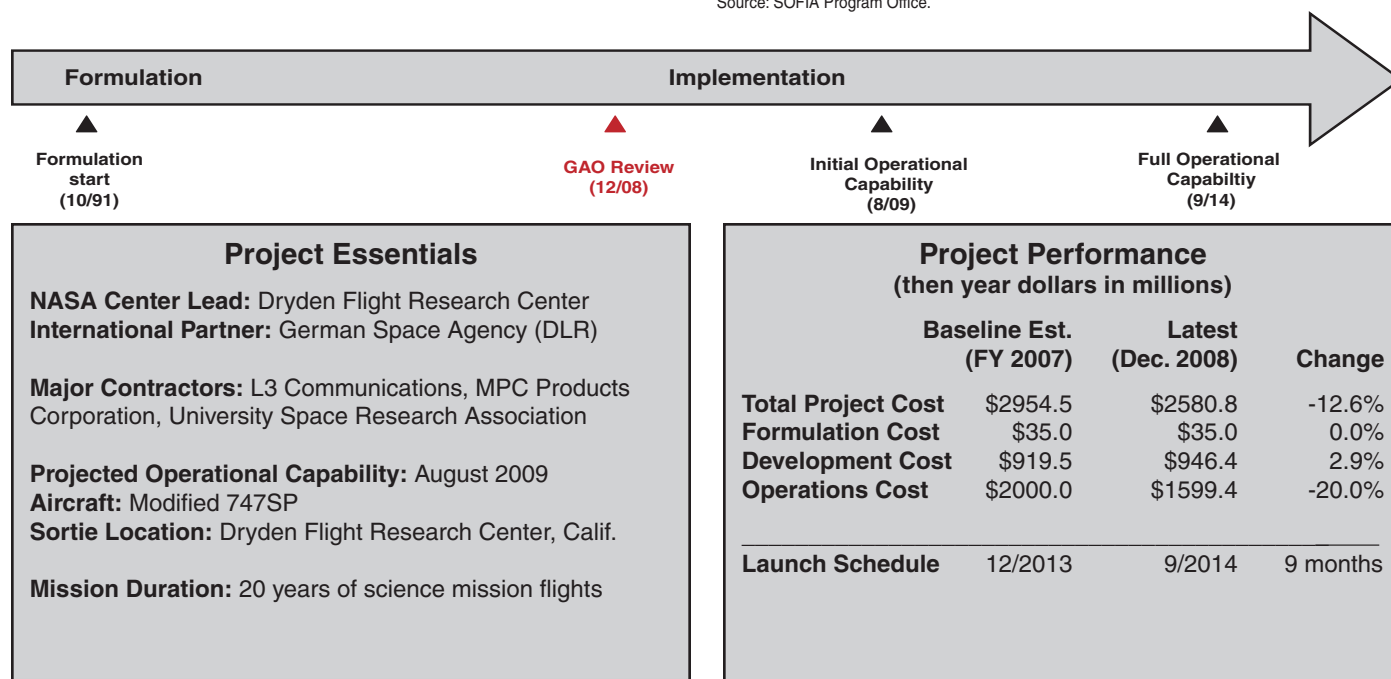 Source: SOFIA Program Office.
Formulation Implementation
Formulation
start
(10/91)
GAO Review
(12/08)
Initial Operational
Capability
(8/09)
Full Operational
Capabiltiy
(9/14)
Project Essentials
NASA Center Lead: Dryden Flight Research Center
International Partner: German Space Agency (DLR)
Major Contractors: L3 Communications, MPC Products
Corporation, University Space Research Association
Projected Operational Capability: August 2009
Aircraft: Modified 747SP
Sortie Location: Dryden Flight Research Center, Calif.
Mission Duration: 20 years of science mission flights
Project Performance
(then year dollars in millions)
Baseline Est. Latest
(FY 2007) (Dec. 2008) Change
Total Project Cost $2954.5 $2580.8 -12.6%
Formulation Cost $35.0 $35.0 0.0%
Development Cost $919.5 $946.4 2.9%
Operations Cost $2000.0 $1599.4 -20.0%
Launch Schedule 12/2013 9/2014 9 months